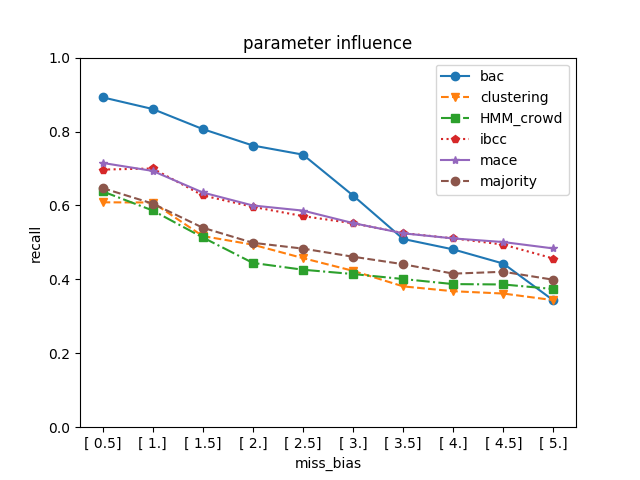 parameter influence
1.0
0.8
0.6
0.4
0.2
0.0
recall
bac
clustering
HMM_crowd
ibcc
mace
majority
[ 0.5] [ 1.] [ 1.5] [ 2.] [ 2.5] [ 3.] [ 3.5] [ 4.] [ 4.5] [ 5.]
miss_bias